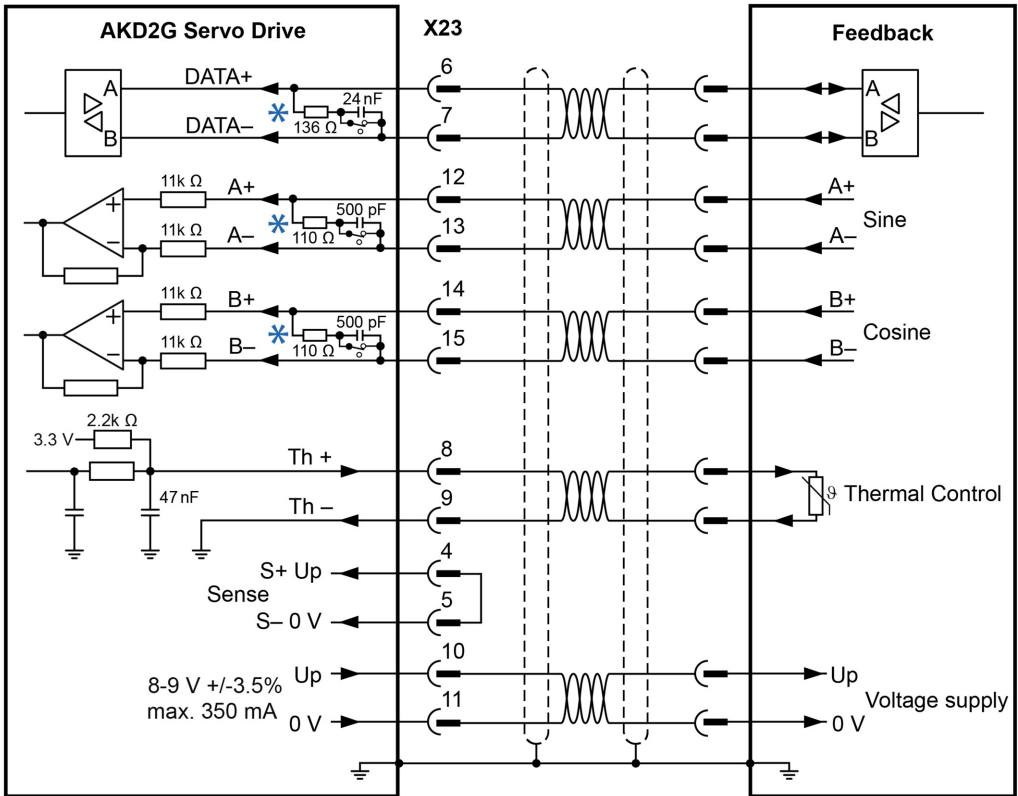 AKD2G Servo Drive
X23
Feedback
DATA+
6
A
24 nF
A
*
136 Ω
7
DATA–
B
B
11k Ω
A+
12
A+
500 pF
*
110 Ω
Sine
11k Ω
A–
13
A–
11k Ω
B+
14
B+
500 pF
*
110 Ω
Cosine
11k Ω
B–
15
B–
2.2k Ω
3.3 V
Th +
8
47 nF
ϑ Thermal Control
Th –
9
S+ Up
4
Sense
S– 0 V
5
Up
10
Up
8-9 V +/-3.5%
max. 350 mA
Voltage supply
0 V
11
0 V